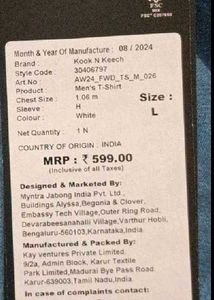 FSC
MIX
Month & Year Of Manufacture : 08 / 2024
Brand : Kook N Keech
Style Code : 30406797
Art No : AW24_FWD_TS_M_026
Product : Men's T-Shirt
Chest Size : 1.06 m
Size :
Sleeve : H
L
Colour : White
Net Quantity : 1 N
COUNTRY OF ORIGIN : INDIA
MRP : ₹ 599.00
(Inclusive of all Taxes)
Designed & Marketed By:
Myntra Jabong India Pvt. Ltd.,
Buildings Alyssa,Begonia & Clover,
Embassy Tech Village,Outer Ring Road,
Devarabeesanahalli Village,Varthur Hobli,
Bengaluru-560103,Karnataka,India.
Manufactured & Packed By:
Kay ventures Private Limited,
9/2a, Admin Block, Karur Textile
Park Limited,Madurai Bye Pass Road
Karur-639003,Tamil Nadu,India.
In case of complaints contact: